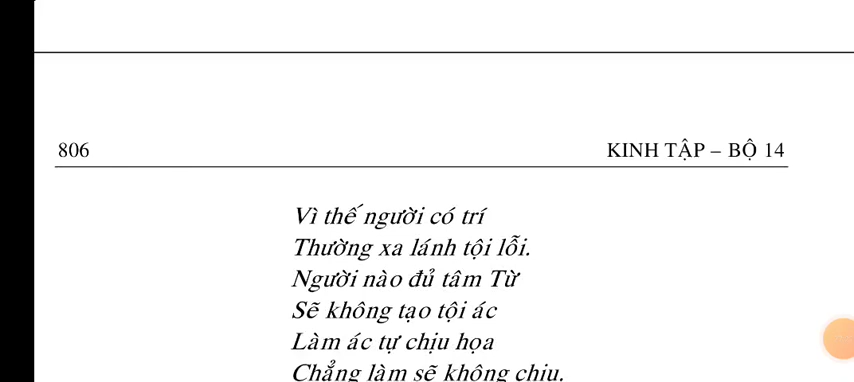 806
KINH TẬP – BỘ 14
Vì thế người có trí
Thường xa lánh tội lỗi.
Người nào đủ tâm Từ
Sẽ không tạo tội ác
Làm ác tự chịu họa
Chẳng làm sẽ không chịu.